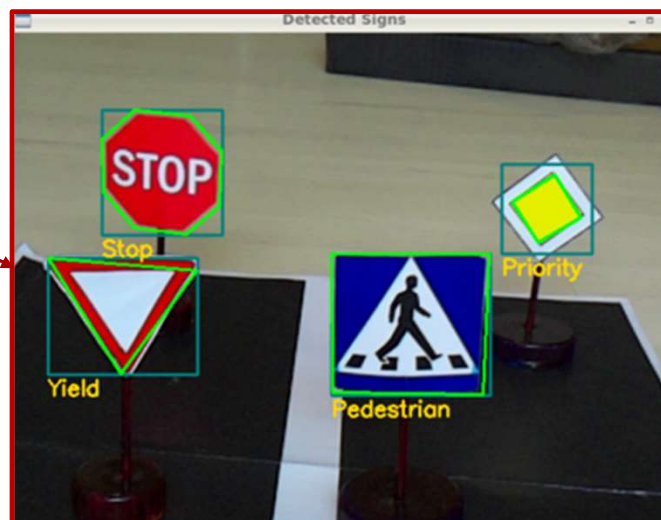 Detected Signs
STOP
Stop
Priority
Yield
Pedestrian